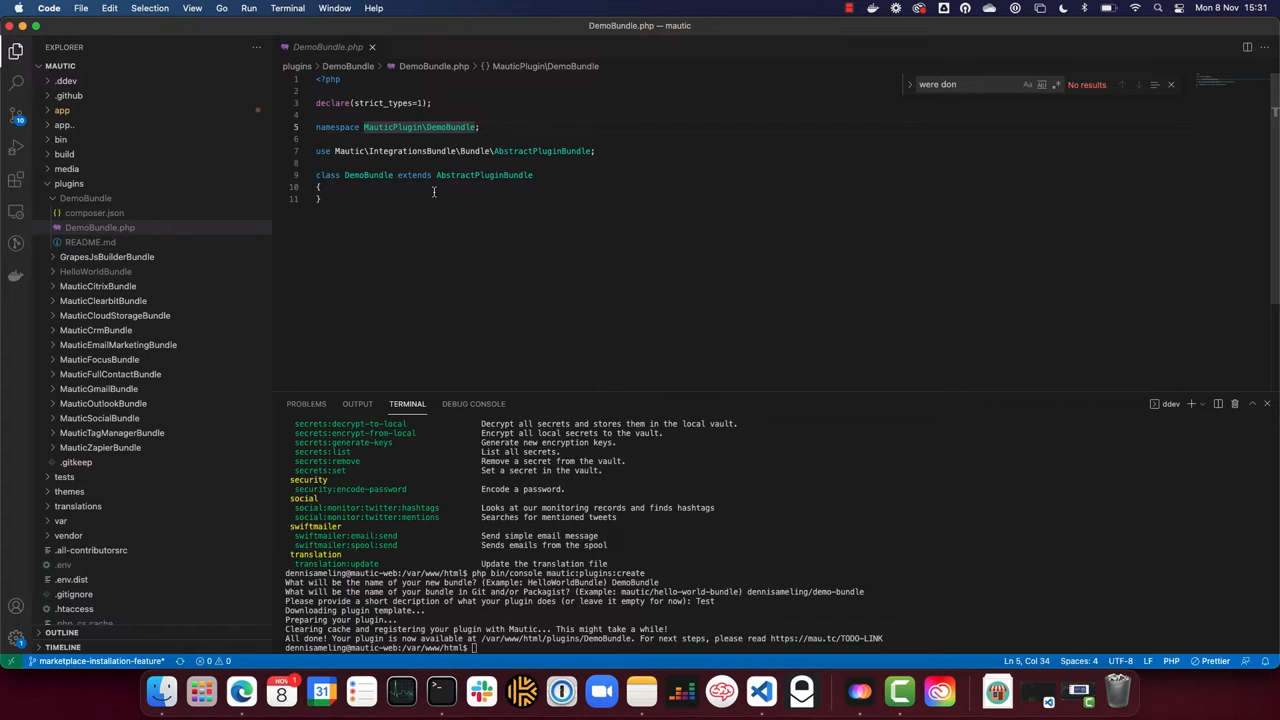 Code File Edit Selection View Go Run Terminal Window Help
Mon 8 Nov 15:31
DemoBundle.php — mautic
EXPLORER
MAUTIC
.ddev
.github
app
app..
bin
build
media
plugins
DemoBundle
composer.json
DemoBundle.php
README.md
GrapesJsBuilderBundle
HelloWorldBundle
MauticCitrixBundle
MauticClearbitBundle
MauticCloudStorageBundle
MauticCrmBundle
MauticEmailMarketingBundle
MauticFocusBundle
MauticFullContactBundle
MauticGmailBundle
MauticOutlookBundle
MauticSocialBundle
MauticTagManagerBundle
MauticZapierBundle
.gitkeep
tests
themes
translations
var
vendor
.all-contributorsrc
.env
.env.dist
.gitignore
.htaccess
.php_cs.cache
OUTLINE
TIMELINE
10
1
DemoBundle.php
plugins > DemoBundle > DemoBundle.php > {} MauticPlugin\DemoBundle
were don Aa No results
1 <?php
2
3 declare(strict_types=1);
4
5 namespace MauticPlugin\DemoBundle;
6
7 use Mautic\IntegrationsBundle\Bundle\AbstractPluginBundle;
8
9 class DemoBundle extends AbstractPluginBundle
10 {
11 }
PROBLEMS OUTPUT TERMINAL DEBUG CONSOLE
ddev
secrets:decrypt-to-local Decrypt all secrets and stores them in the local vault.
secrets:encrypt-from-local Encrypt all local secrets to the vault.
secrets:generate-keys Generate new encryption keys.
secrets:list List all secrets.
secrets:remove Remove a secret from the vault.
secrets:set Set a secret in the vault.
security
security:encode-password Encode a password.
social
social:monitor:twitter:hashtags Looks at our monitoring records and finds hashtags
social:monitor:twitter:mentions Searches for mentioned tweets
swiftmailer
swiftmailer:email:send Send simple email message
swiftmailer:spool:send Sends emails from the spool
translation
translation:update Update the translation file
dennisameling@mautic-web:/var/www/html$ php bin/console mautic:plugins:create
What will be the name of your new bundle? (Example: HelloWorldBundle) DemoBundle
What will be the name of your bundle in Git and/or Packagist? (Example: mautic/hello-world-bundle) dennisameling/demo-bundle
Please provide a short decription of what your plugin does (or leave it empty for now): Test
Downloading plugin template...
Preparing your plugin...
Clearing cache and registering your plugin with Mautic... This might take a while!
All done! Your plugin is now available at /var/www/html/plugins/DemoBundle. For next steps, please read https://mau.tc/TODO-LINK
dennisameling@mautic-web:/var/www/html$
marketplace-installation-feature* 0 0
Ln 5, Col 34 Spaces: 4 UTF-8 LF PHP Prettier
NOV 1
8
31